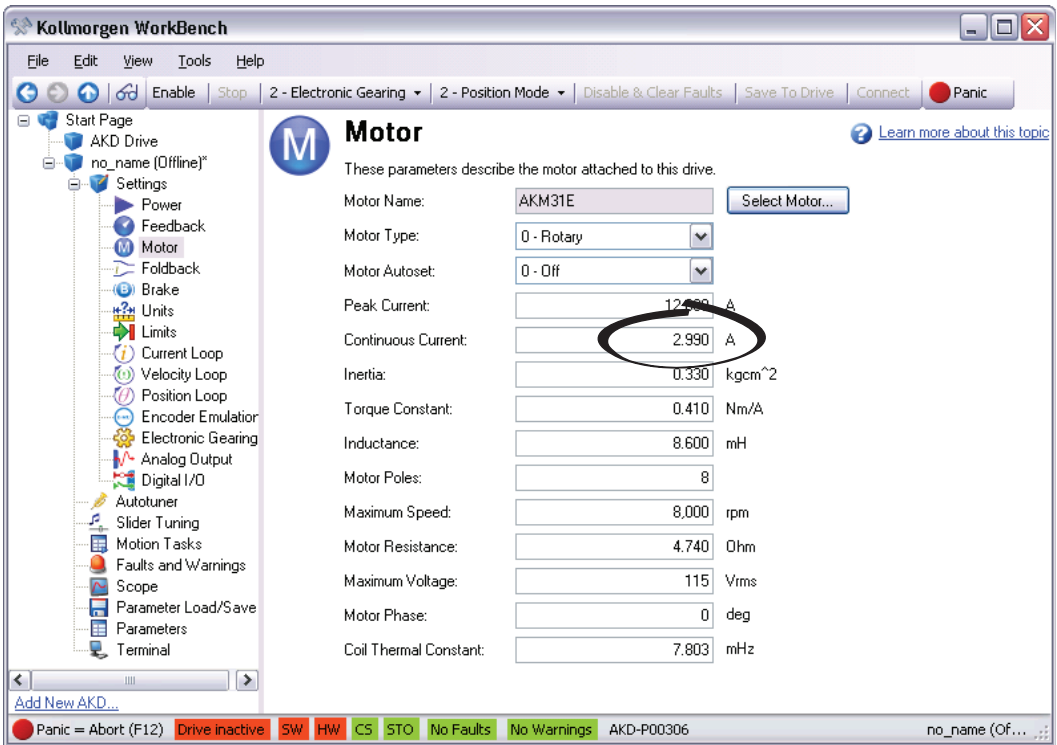 Kollmorgen WorkBench
File Edit View Tools Help
Enable Stop 2 - Electronic Gearing 2 - Position Mode Disable & Clear Faults Save To Drive Connect Panic
Start Page
AKD Drive
no_name (Offline)*
Settings
Power
Feedback
M Motor
Foldback
B Brake
Units
Limits
Current Loop
Velocity Loop
Position Loop
Encoder Emulation
Electronic Gearing
Analog Output
Digital I/O
Autotuner
Slider Tuning
Motion Tasks
Faults and Warnings
Scope
Parameter Load/Save
Parameters
Terminal
Add New AKD...
M Motor
Learn more about this topic
These parameters describe the motor attached to this drive.
Motor Name: AKM31E Select Motor...
Motor Type: 0 - Rotary
Motor Autoset: 0 - Off
Peak Current: A
Continuous Current: 2.990 A
Inertia: 0.330 kgcm^2
Torque Constant: 0.410 Nm/A
Inductance: 8.600 mH
Motor Poles: 8
Maximum Speed: 8,000 rpm
Motor Resistance: 4.740 Ohm
Maximum Voltage: 115 Vrms
Motor Phase: 0 deg
Coil Thermal Constant: 7.803 mHz
Panic = Abort (F12) Drive inactive SW HW CS STO No Faults No Warnings AKD-P00306 no_name (Of...